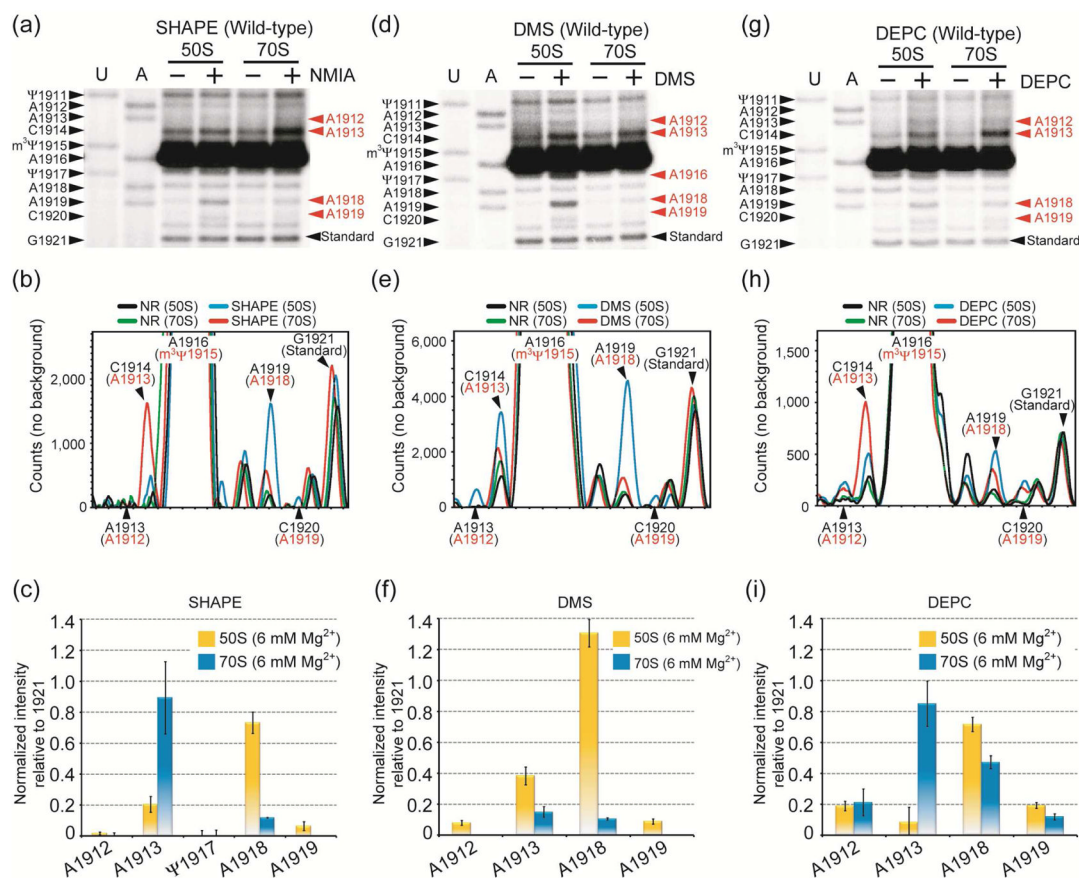 (a) SHAPE (Wild-type)
50S 70S
U A − + − + NMIA
Ψ1911
A1912
A1913
C1914
m³Ψ1915
A1916
Ψ1917
A1918
A1919
C1920
G1921
A1912
A1913
A1918
A1919
Standard
(d) DMS (Wild-type)
50S 70S
U A − + − + DMS
Ψ1911
A1912
A1913
C1914
m³Ψ1915
A1916
Ψ1917
A1918
A1919
C1920
G1921
A1912
A1913
A1916
A1918
A1919
Standard
(g) DEPC (Wild-type)
50S 70S
U A − + − + DEPC
Ψ1911
A1912
A1913
C1914
m³Ψ1915
A1916
Ψ1917
A1918
A1919
C1920
G1921
A1912
A1913
A1918
A1919
Standard
(b)
NR (50S) SHAPE (50S)
NR (70S) SHAPE (70S)
Counts (no background)
2,000
1,000
0
A1916
(m³Ψ1915)
G1921
(Standard)
C1914
(A1913)
A1919
(A1918)
A1913
(A1912)
C1920
(A1919)
(e)
NR (50S) DMS (50S)
NR (70S) DMS (70S)
Counts (no background)
6,000
4,000
2,000
0
A1916
(m³Ψ1915)
A1919
(A1918)
G1921
(Standard)
C1914
(A1913)
A1913
(A1912)
C1920
(A1919)
(h)
NR (50S) DEPC (50S)
NR (70S) DEPC (70S)
Counts (no background)
1,500
1,000
500
0
A1916
(m³Ψ1915)
C1914
(A1913)
A1919
(A1918)
G1921
(Standard)
A1913
(A1912)
C1920
(A1919)
(c) SHAPE
50S (6 mM Mg²⁺)
70S (6 mM Mg²⁺)
Normalized intensity
relative to 1921
1.4
1.2
1.0
0.8
0.6
0.4
0.2
0
A1912 A1913 Ψ1917 A1918 A1919
(f) DMS
50S (6 mM Mg²⁺)
70S (6 mM Mg²⁺)
Normalized intensity
relative to 1921
1.4
1.2
1.0
0.8
0.6
0.4
0.2
0
A1912 A1913 A1918 A1919
(i) DEPC
50S (6 mM Mg²⁺)
70S (6 mM Mg²⁺)
Normalized intensity
relative to 1921
1.4
1.2
1.0
0.8
0.6
0.4
0.2
0
A1912 A1913 A1918 A1919